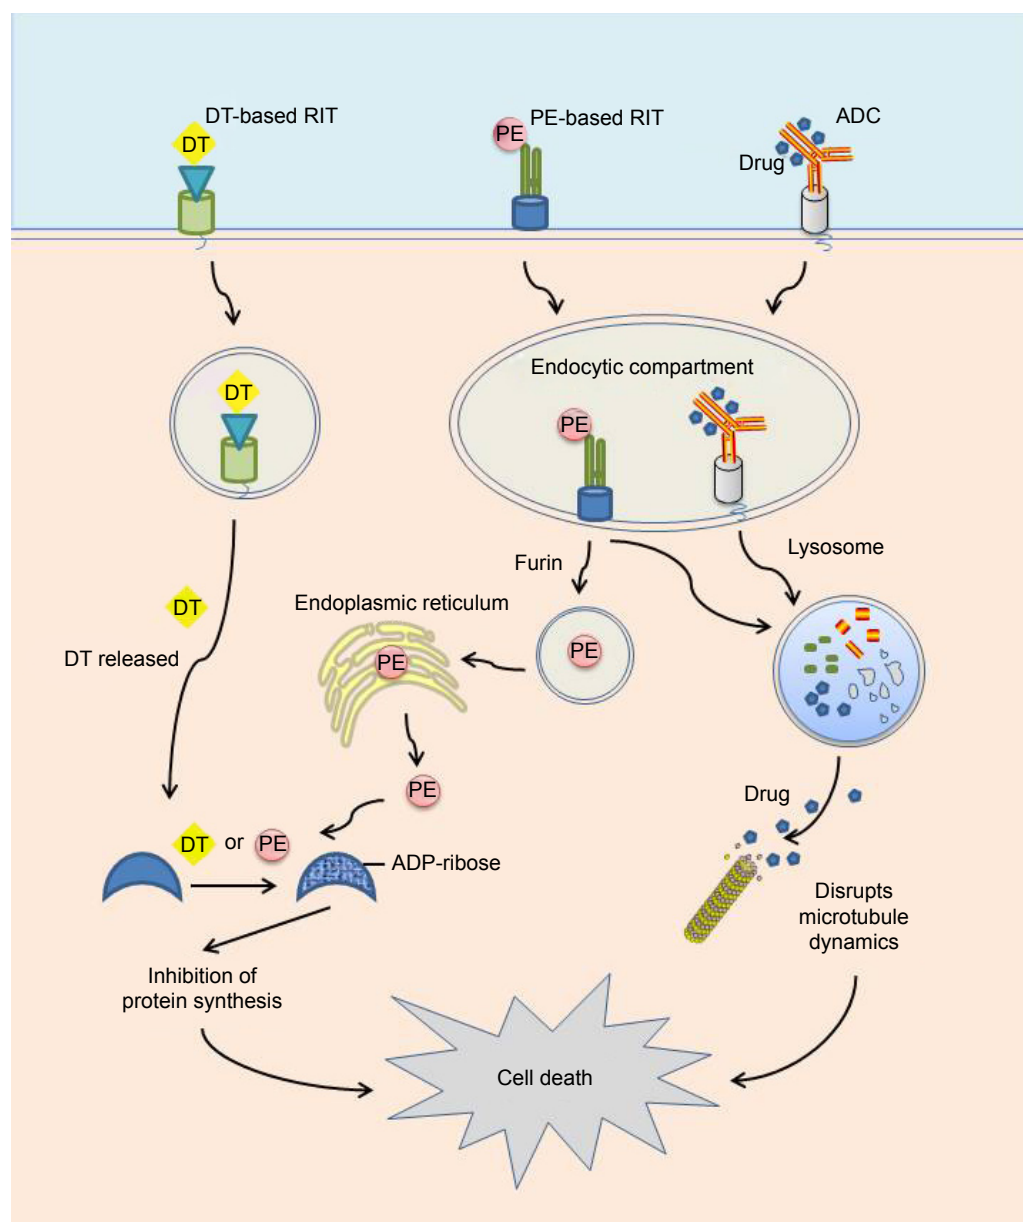 DT-based RIT
PE-based RIT
ADC
DT
PE
Drug
Endocytic compartment
DT
PE
Furin
Lysosome
DT
Endoplasmic reticulum
DT released
PE
PE
PE
Drug
DT or PE
ADP-ribose
Disrupts
microtubule
dynamics
Inhibition of
protein synthesis
Cell death